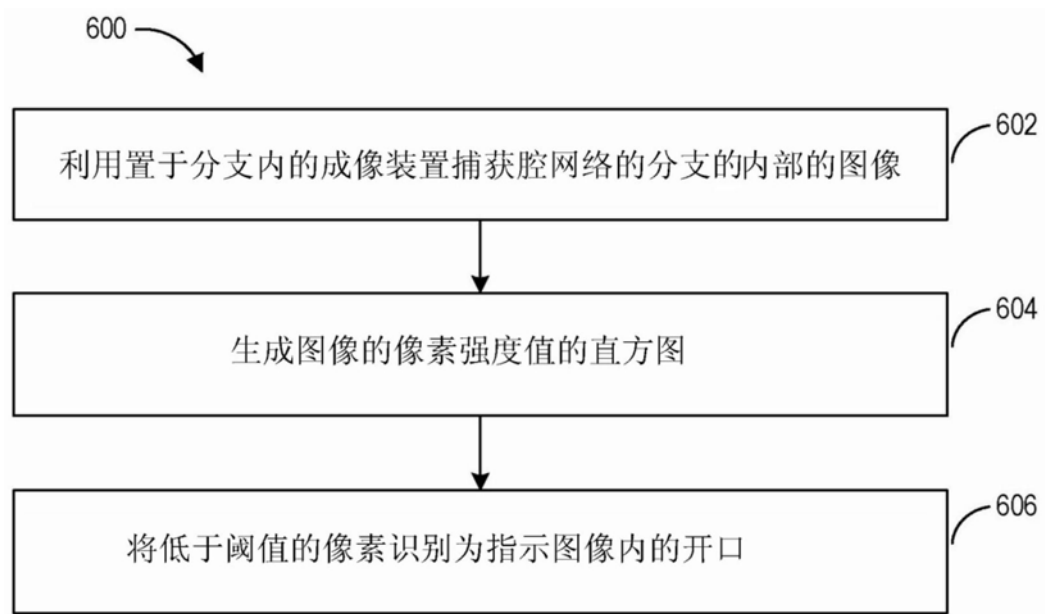 600
利用置于分支内的成像装置捕获腔网络的分支的内部的图像
602
生成图像的像素强度值的直方图
604
将低于阈值的像素识别为指示图像内的开口
606